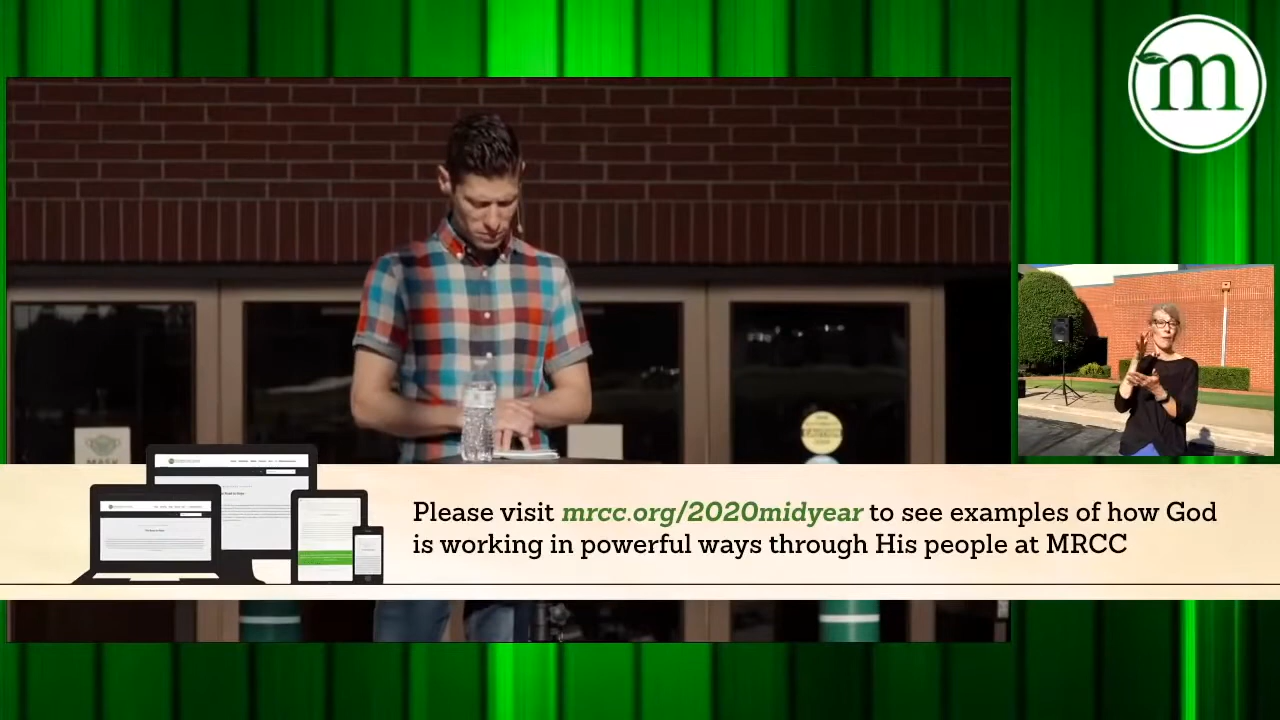 m
MASK
Please visit mrcc.org/2020midyear to see examples of how God
is working in powerful ways through His people at MRCC